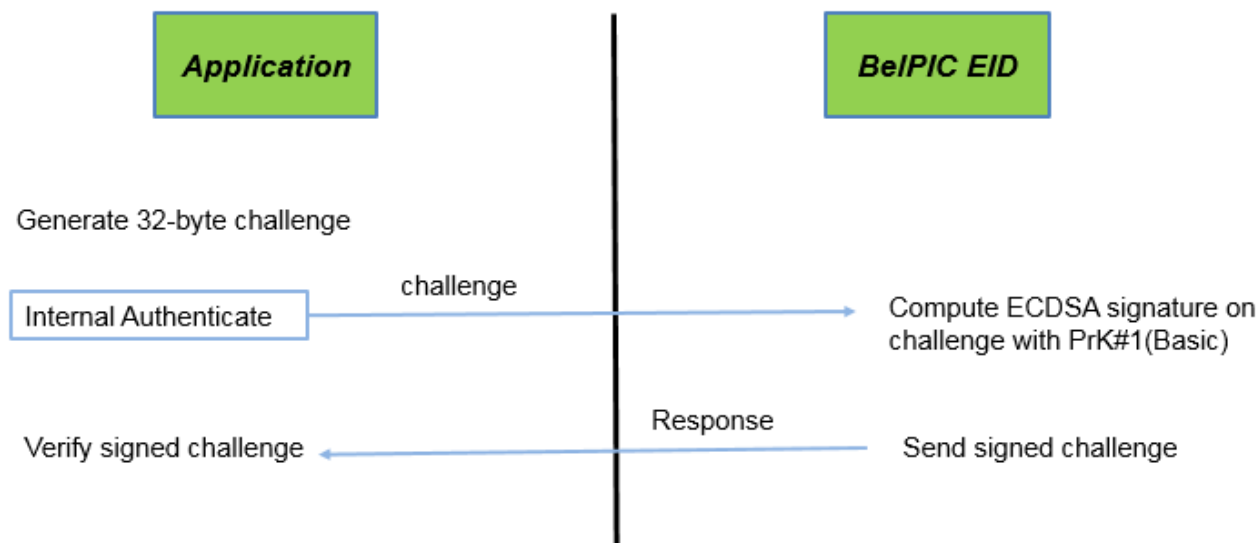 Application
BelPIC EID
Generate 32-byte challenge
Internal Authenticate
challenge
Compute ECDSA signature on
challenge with PrK#1(Basic)
Verify signed challenge
Response
Send signed challenge